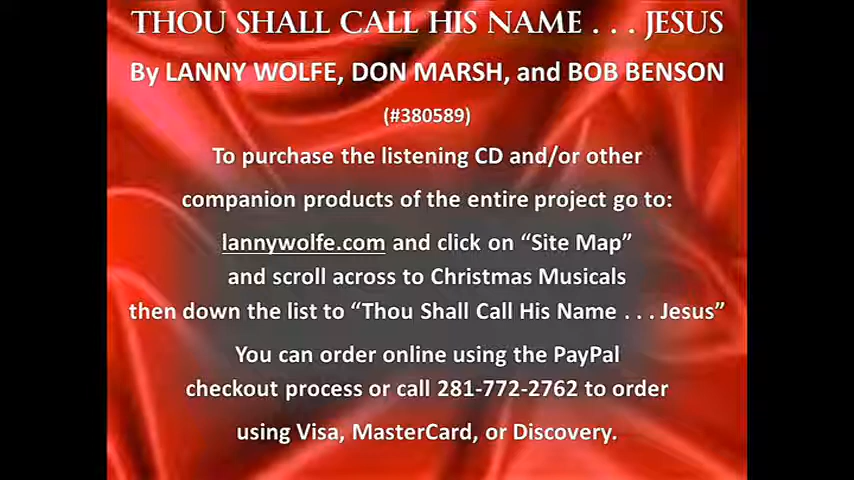 THOU SHALL CALL HIS NAME . . . JESUS
By LANNY WOLFE, DON MARSH, and BOB BENSON
(#380589)
To purchase the listening CD and/or other
companion products of the entire project go to:
lannywolfe.com and click on “Site Map”
and scroll across to Christmas Musicals
then down the list to “Thou Shall Call His Name . . . Jesus”
You can order online using the PayPal
checkout process or call 281-772-2762 to order
using Visa, MasterCard, or Discovery.